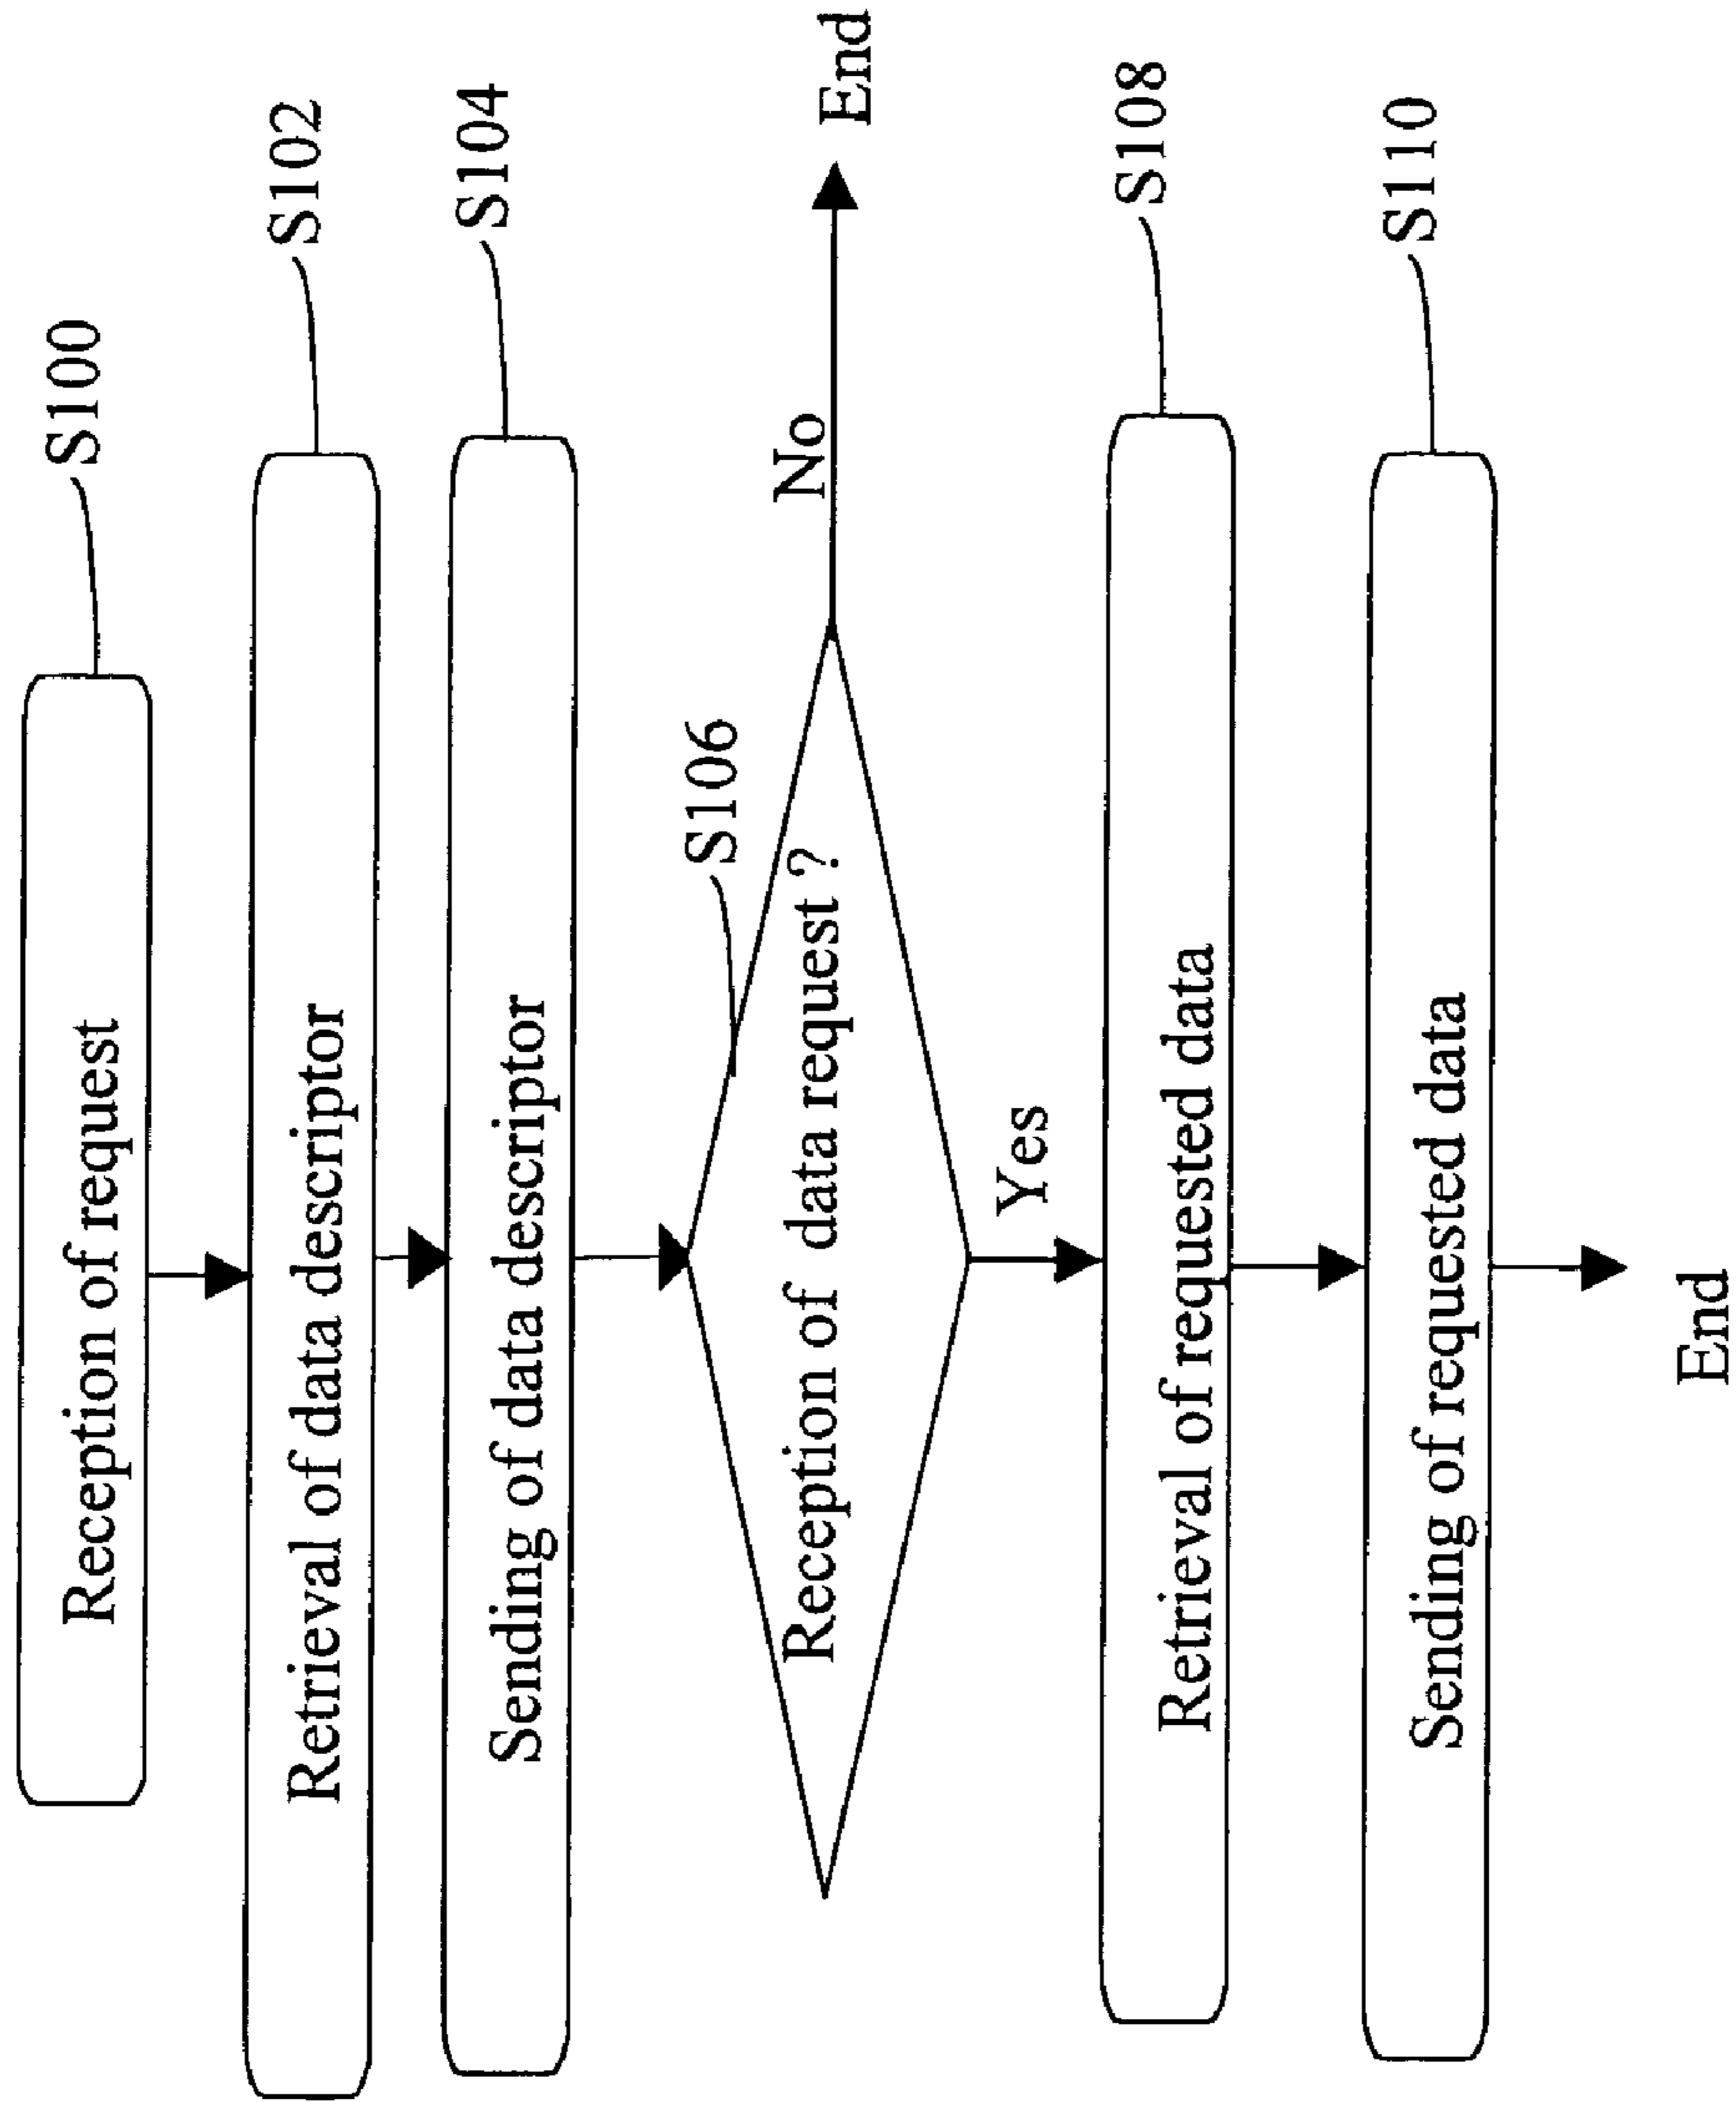 Reception of request
S100
Retrieval of data descriptor
S102
Sending of data descriptor
S104
S106
Reception of data request ?
No
End
Yes
Retrieval of requested data
S108
Sending of requested data
S110
End